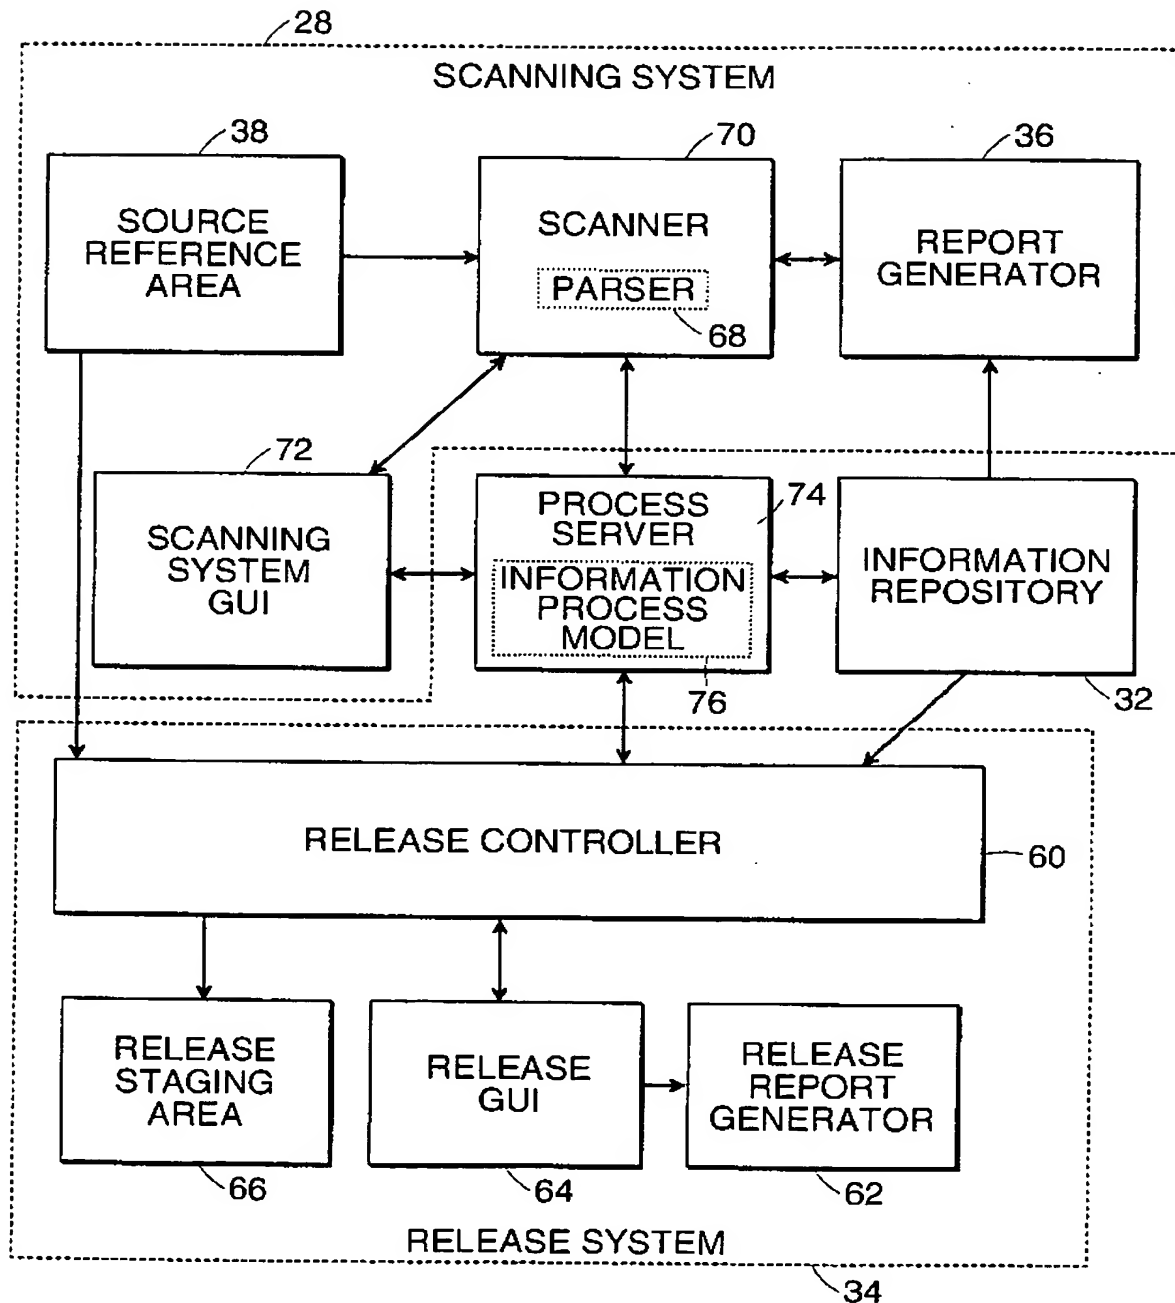 28
SCANNING SYSTEM
38
70
36
SOURCE
REFERENCE
AREA
SCANNER
PARSER
68
REPORT
GENERATOR
72
SCANNING
SYSTEM
GUI
PROCESS
SERVER
74
INFORMATION
PROCESS
MODEL
76
INFORMATION
REPOSITORY
32
RELEASE CONTROLLER
60
RELEASE
STAGING
AREA
66
RELEASE
GUI
64
RELEASE
REPORT
GENERATOR
62
RELEASE SYSTEM
34